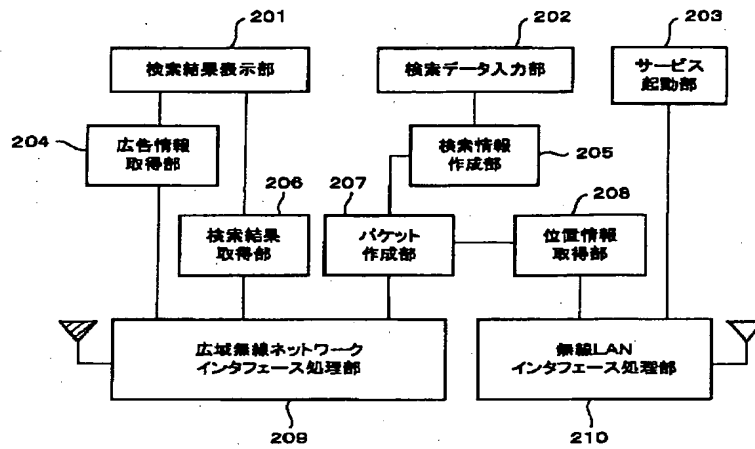 201
202
203
検索結果表示部
検索データ入力部
サービス
起動部
204
広告情報
取得部
検索情報
作成部
205
206
207
208
検索結果
取得部
パケット
作成部
位置情報
取得部
広域無線ネットワーク
インタフェース処理部
無線LAN
インタフェース処理部
209
210